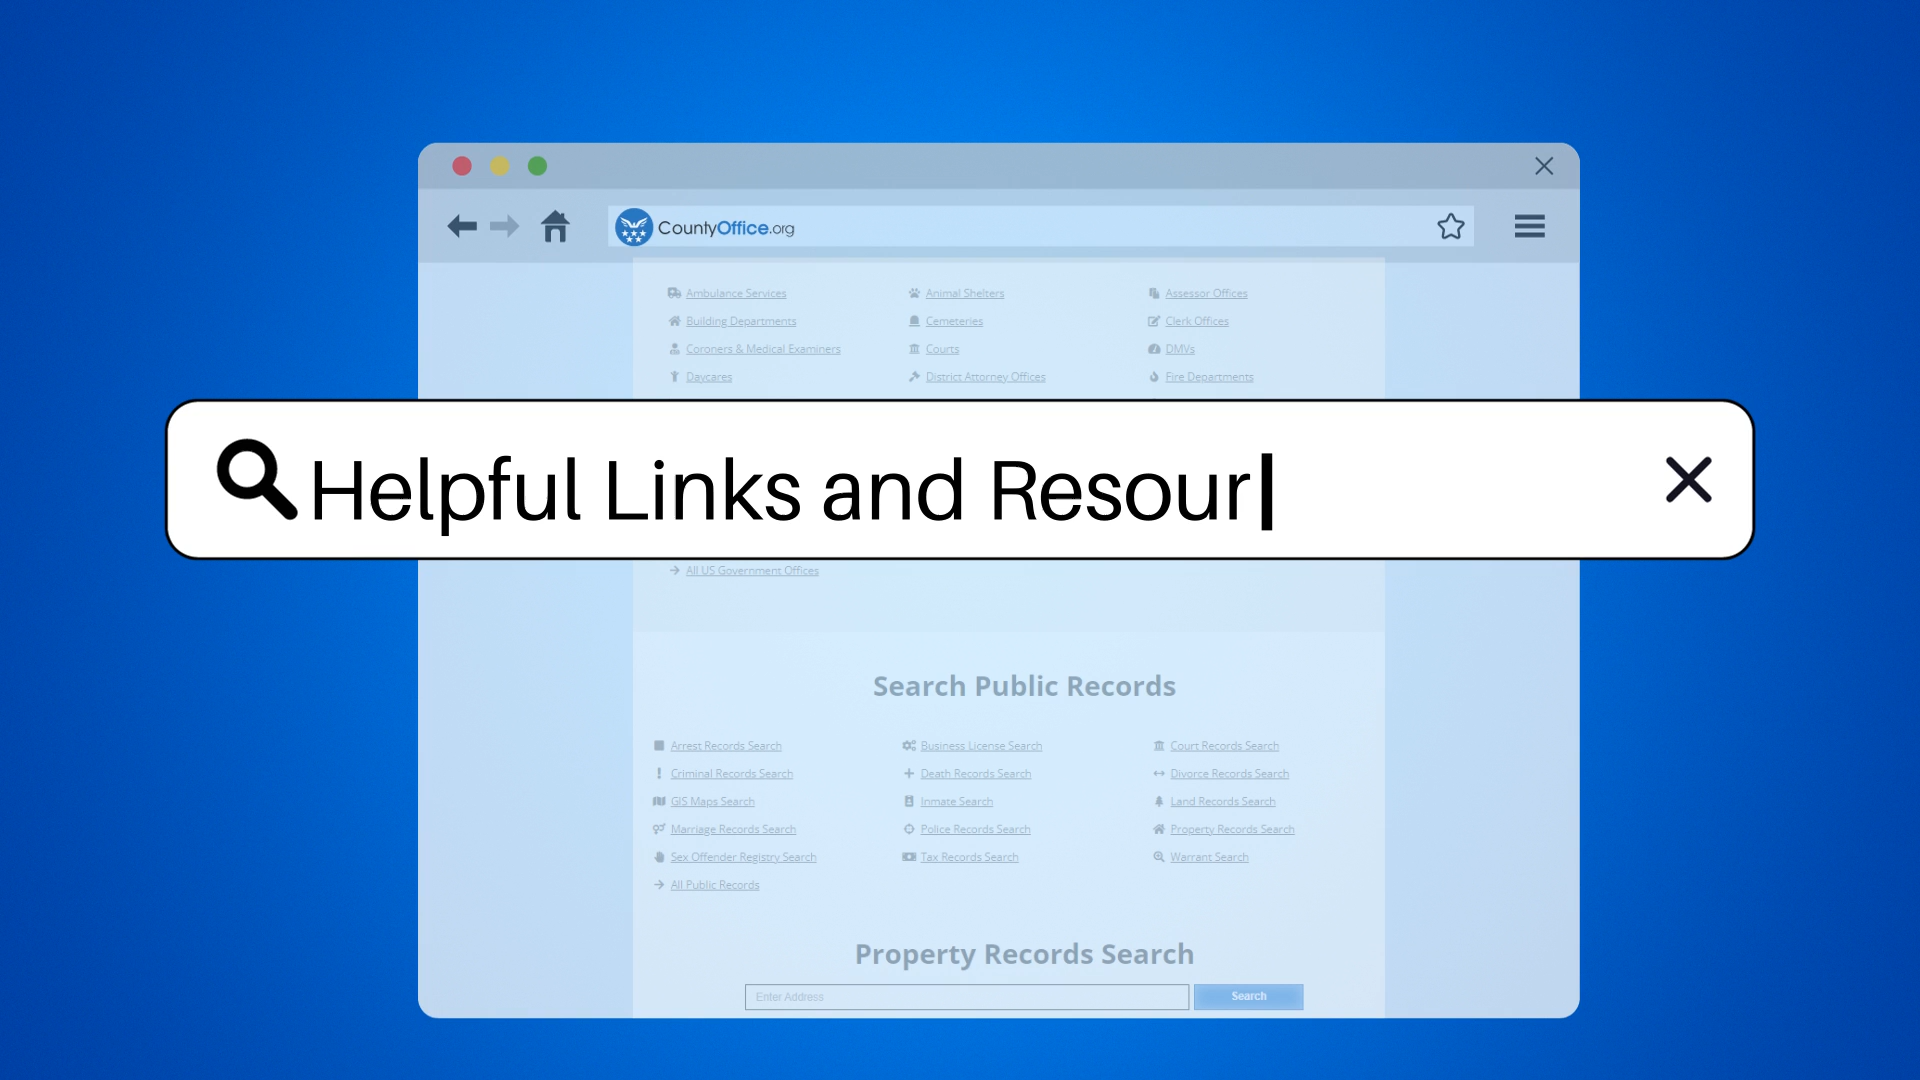 CountyOffice.org
Ambulance Services Animal Shelters Assessor Offices
Building Departments Cemeteries Clerk Offices
Coroners & Medical Examiners Courts DMVs
Daycares District Attorney Offices Fire Departments
Helpful Links and Resour
All US Government Offices
Search Public Records
Arrest Records Search Business License Search Court Records Search
Criminal Records Search Death Records Search Divorce Records Search
GIS Maps Search Inmate Search Land Records Search
Marriage Records Search Police Records Search Property Records Search
Sex Offender Registry Search Tax Records Search Warrant Search
All Public Records
Property Records Search
Enter Address Search